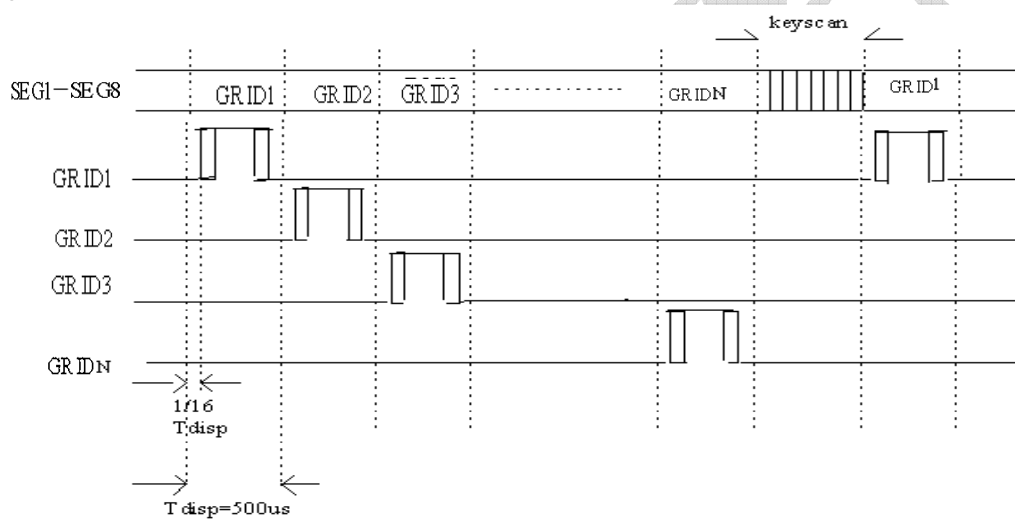 keyscan
SEG1-SEG8 GRID1 GRID2 GRID3 GRIDN GRID1
GRID1
GRID2
GRID3
GRIDN
1/16
Tdisp
Tdisp=500us